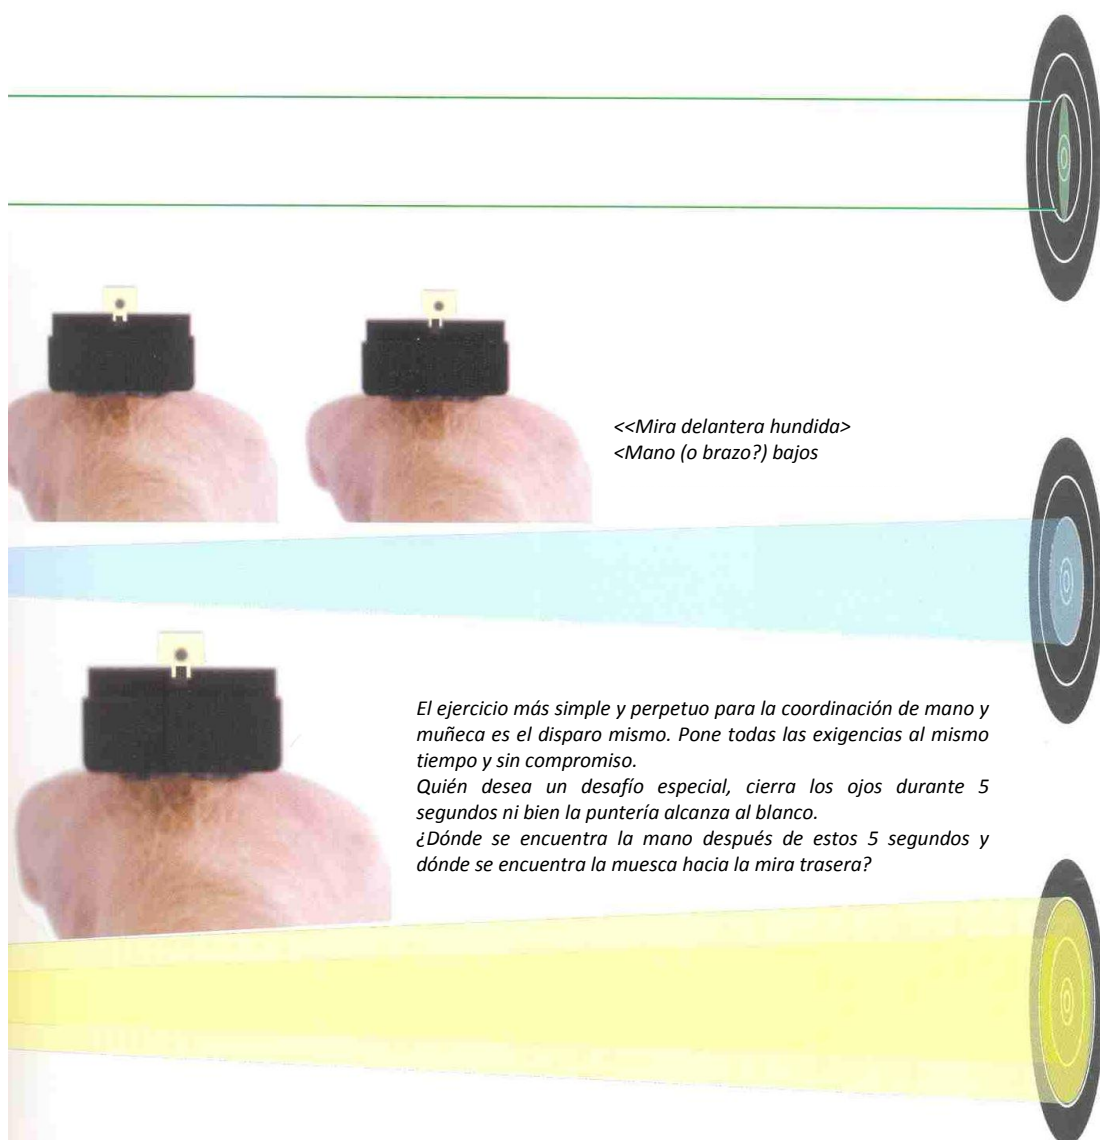 <<Mira delantera hundida>
<Mano (o brazo?) bajos
El ejercicio más simple y perpetuo para la coordinación de mano y
muñeca es el disparo mismo. Pone todas las exigencias al mismo
tiempo y sin compromiso.
Quién desea un desafío especial, cierra los ojos durante 5
segundos ni bien la puntería alcanza al blanco.
¿Dónde se encuentra la mano después de estos 5 segundos y
dónde se encuentra la muesca hacia la mira trasera?